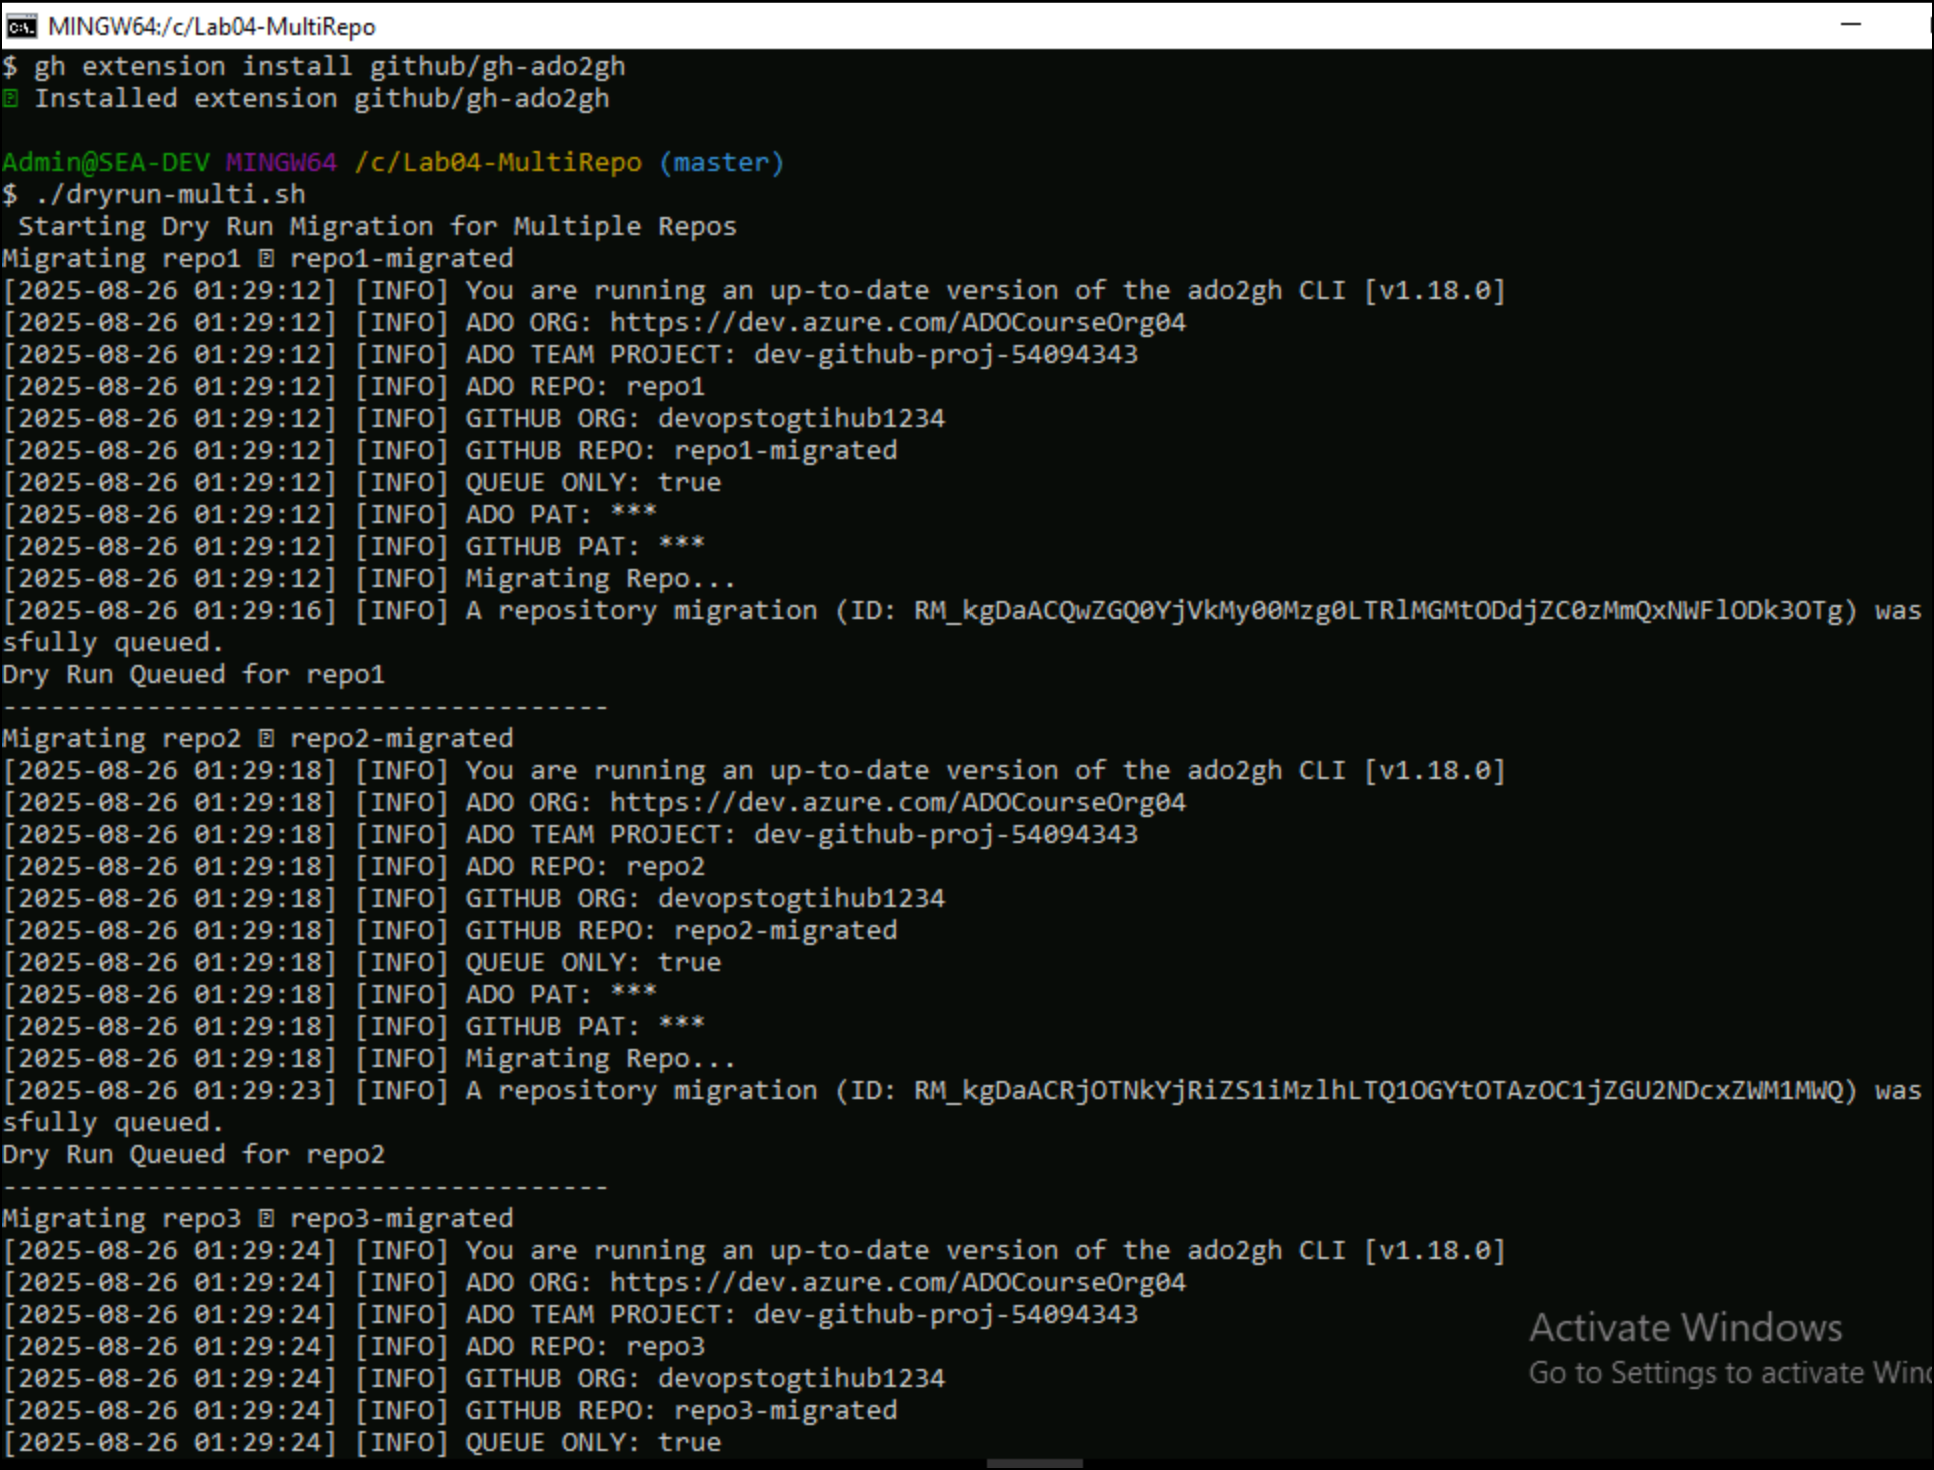 MINGW64:/c/Lab04-MultiRepo
$ gh extension install github/gh-ado2gh
Installed extension github/gh-ado2gh
Admin@SEA-DEV MINGW64 /c/Lab04-MultiRepo (master)
$ ./dryrun-multi.sh
Starting Dry Run Migration for Multiple Repos
Migrating repo1 repo1-migrated
[2025-08-26 01:29:12] [INFO] You are running an up-to-date version of the ado2gh CLI [v1.18.0]
[2025-08-26 01:29:12] [INFO] ADO ORG: https://dev.azure.com/ADOCourseOrg04
[2025-08-26 01:29:12] [INFO] ADO TEAM PROJECT: dev-github-proj-54094343
[2025-08-26 01:29:12] [INFO] ADO REPO: repo1
[2025-08-26 01:29:12] [INFO] GITHUB ORG: devopstogtihub1234
[2025-08-26 01:29:12] [INFO] GITHUB REPO: repo1-migrated
[2025-08-26 01:29:12] [INFO] QUEUE ONLY: true
[2025-08-26 01:29:12] [INFO] ADO PAT: ***
[2025-08-26 01:29:12] [INFO] GITHUB PAT: ***
[2025-08-26 01:29:12] [INFO] Migrating Repo...
[2025-08-26 01:29:16] [INFO] A repository migration (ID: RM_kgDaACQwZGQ0YjVkMy00Mzg0LTRlMGMtODdjZC0zMmQxNWFlODk3OTg) was
sfully queued.
Dry Run Queued for repo1
--------------------------------------
Migrating repo2 repo2-migrated
[2025-08-26 01:29:18] [INFO] You are running an up-to-date version of the ado2gh CLI [v1.18.0]
[2025-08-26 01:29:18] [INFO] ADO ORG: https://dev.azure.com/ADOCourseOrg04
[2025-08-26 01:29:18] [INFO] ADO TEAM PROJECT: dev-github-proj-54094343
[2025-08-26 01:29:18] [INFO] ADO REPO: repo2
[2025-08-26 01:29:18] [INFO] GITHUB ORG: devopstogtihub1234
[2025-08-26 01:29:18] [INFO] GITHUB REPO: repo2-migrated
[2025-08-26 01:29:18] [INFO] QUEUE ONLY: true
[2025-08-26 01:29:18] [INFO] ADO PAT: ***
[2025-08-26 01:29:18] [INFO] GITHUB PAT: ***
[2025-08-26 01:29:18] [INFO] Migrating Repo...
[2025-08-26 01:29:23] [INFO] A repository migration (ID: RM_kgDaACRjOTNkYjRiZS1iMzlhLTQ1OGYtOTAzOC1jZGU2NDcxZWM1MWQ) was
sfully queued.
Dry Run Queued for repo2
--------------------------------------
Migrating repo3 repo3-migrated
[2025-08-26 01:29:24] [INFO] You are running an up-to-date version of the ado2gh CLI [v1.18.0]
[2025-08-26 01:29:24] [INFO] ADO ORG: https://dev.azure.com/ADOCourseOrg04
[2025-08-26 01:29:24] [INFO] ADO TEAM PROJECT: dev-github-proj-54094343
[2025-08-26 01:29:24] [INFO] ADO REPO: repo3
[2025-08-26 01:29:24] [INFO] GITHUB ORG: devopstogtihub1234
[2025-08-26 01:29:24] [INFO] GITHUB REPO: repo3-migrated
[2025-08-26 01:29:24] [INFO] QUEUE ONLY: true
Activate Windows
Go to Settings to activate Win